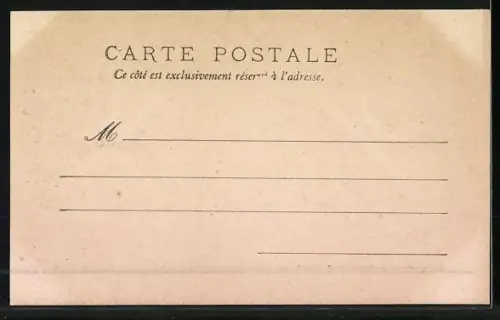 CARTE POSTALE
Ce côté est exclusivement réservé à l'adresse.
M